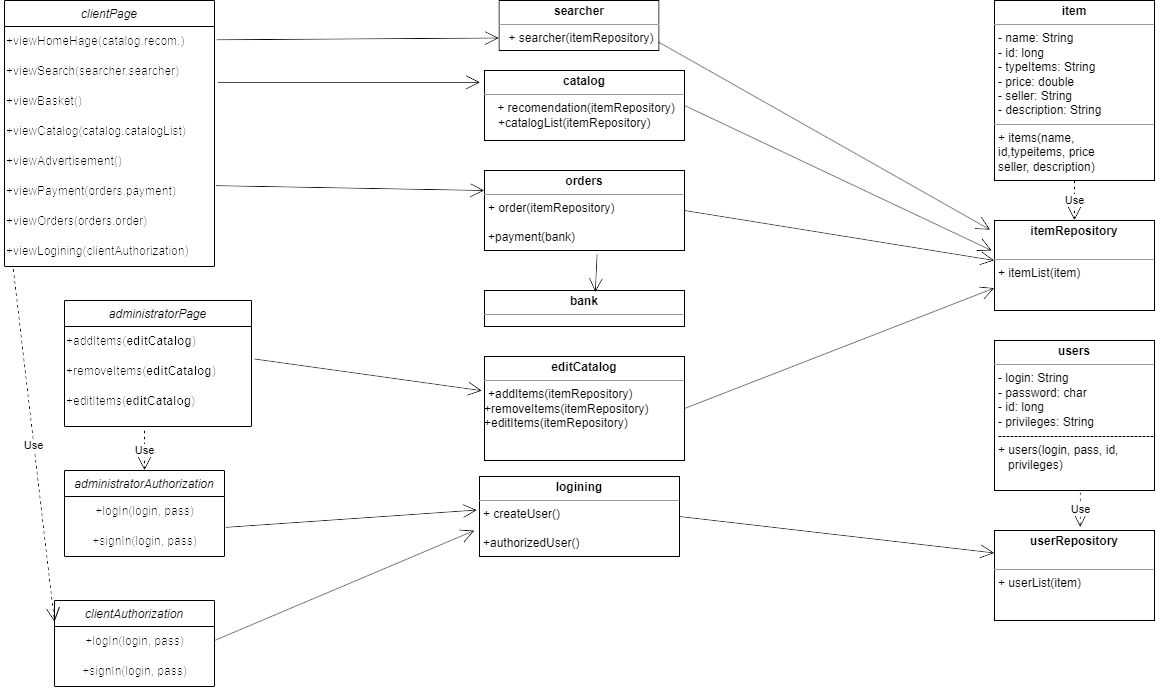 clientPage
+viewHomeHage(catalog.recom.)
+viewSearch(searcher.searcher)
+viewBasket()
+viewCatalog(catalog.catalogList)
+viewAdvertisement()
+viewPayment(orders.payment)
+viewOrders(orders.order)
+viewLogining(clientAuthorization)
Use
administratorPage
+addItems(editCatalog)
+removeItems(editCatalog)
+editItems(editCatalog)
Use
administratorAuthorization
+logIn(login, pass)
+signIn(login, pass)
clientAuthorization
+logIn(login, pass)
+signIn(login, pass)
searcher
+ searcher(itemRepository)
catalog
+ recomendation(itemRepository)
+catalogList(itemRepository)
orders
+ order(itemRepository)
+payment(bank)
bank
editCatalog
+addItems(itemRepository)
+removeItems(itemRepository)
+editItems(itemRepository)
logining
+ createUser()
+authorizedUser()
item
- name: String
- id: long
- typeItems: String
- price: double
- seller: String
- description: String
+ items(name,
id,typeitems, price
seller, description)
Use
itemRepository
+ itemList(item)
users
- login: String
- password: char
- id: long
- privileges: String
+ users(login, pass, id,
privileges)
Use
userRepository
+ userList(item)